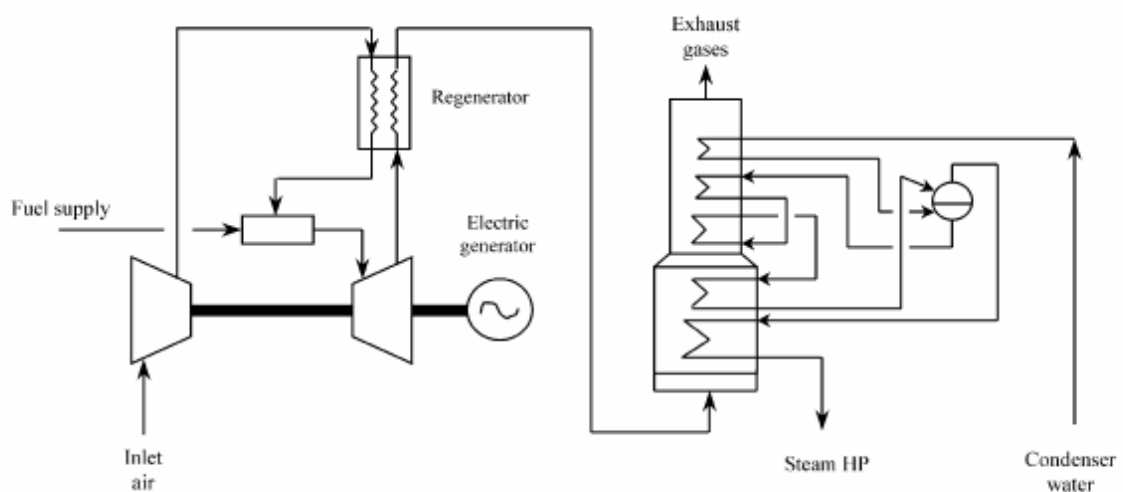 Exhaust
gases
Regenerator
Fuel supply
Electric
generator
Inlet
air
Steam HP
Condenser
water